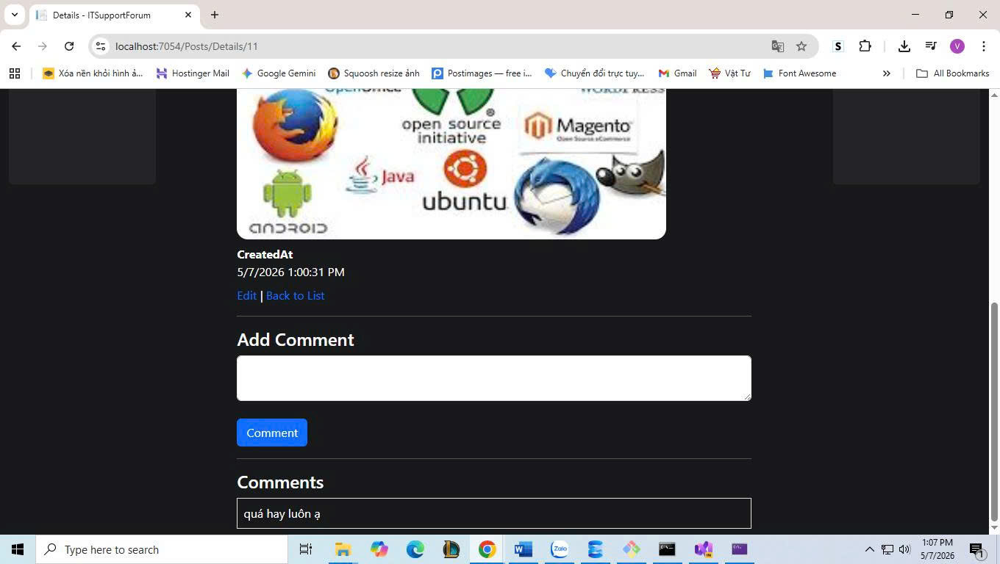 Details - ITSupportForum
localhost:7054/Posts/Details/11
S
V
Xóa nền khỏi hình ả...
Hostinger Mail
Google Gemini
Squoosh resize ảnh
Postimages — free i...
Chuyển đổi trực tuy...
Gmail
Vật Tư
Font Awesome
All Bookmarks
open source
initiative
®
Magento
Open Source eCommerce
Java
ubuntu
ANDROID
CreatedAt
5/7/2026 1:00:31 PM
Edit | Back to List
Add Comment
Comment
Comments
quá hay luôn ạ
Type here to search
Zalo
1:07 PM
5/7/2026
1